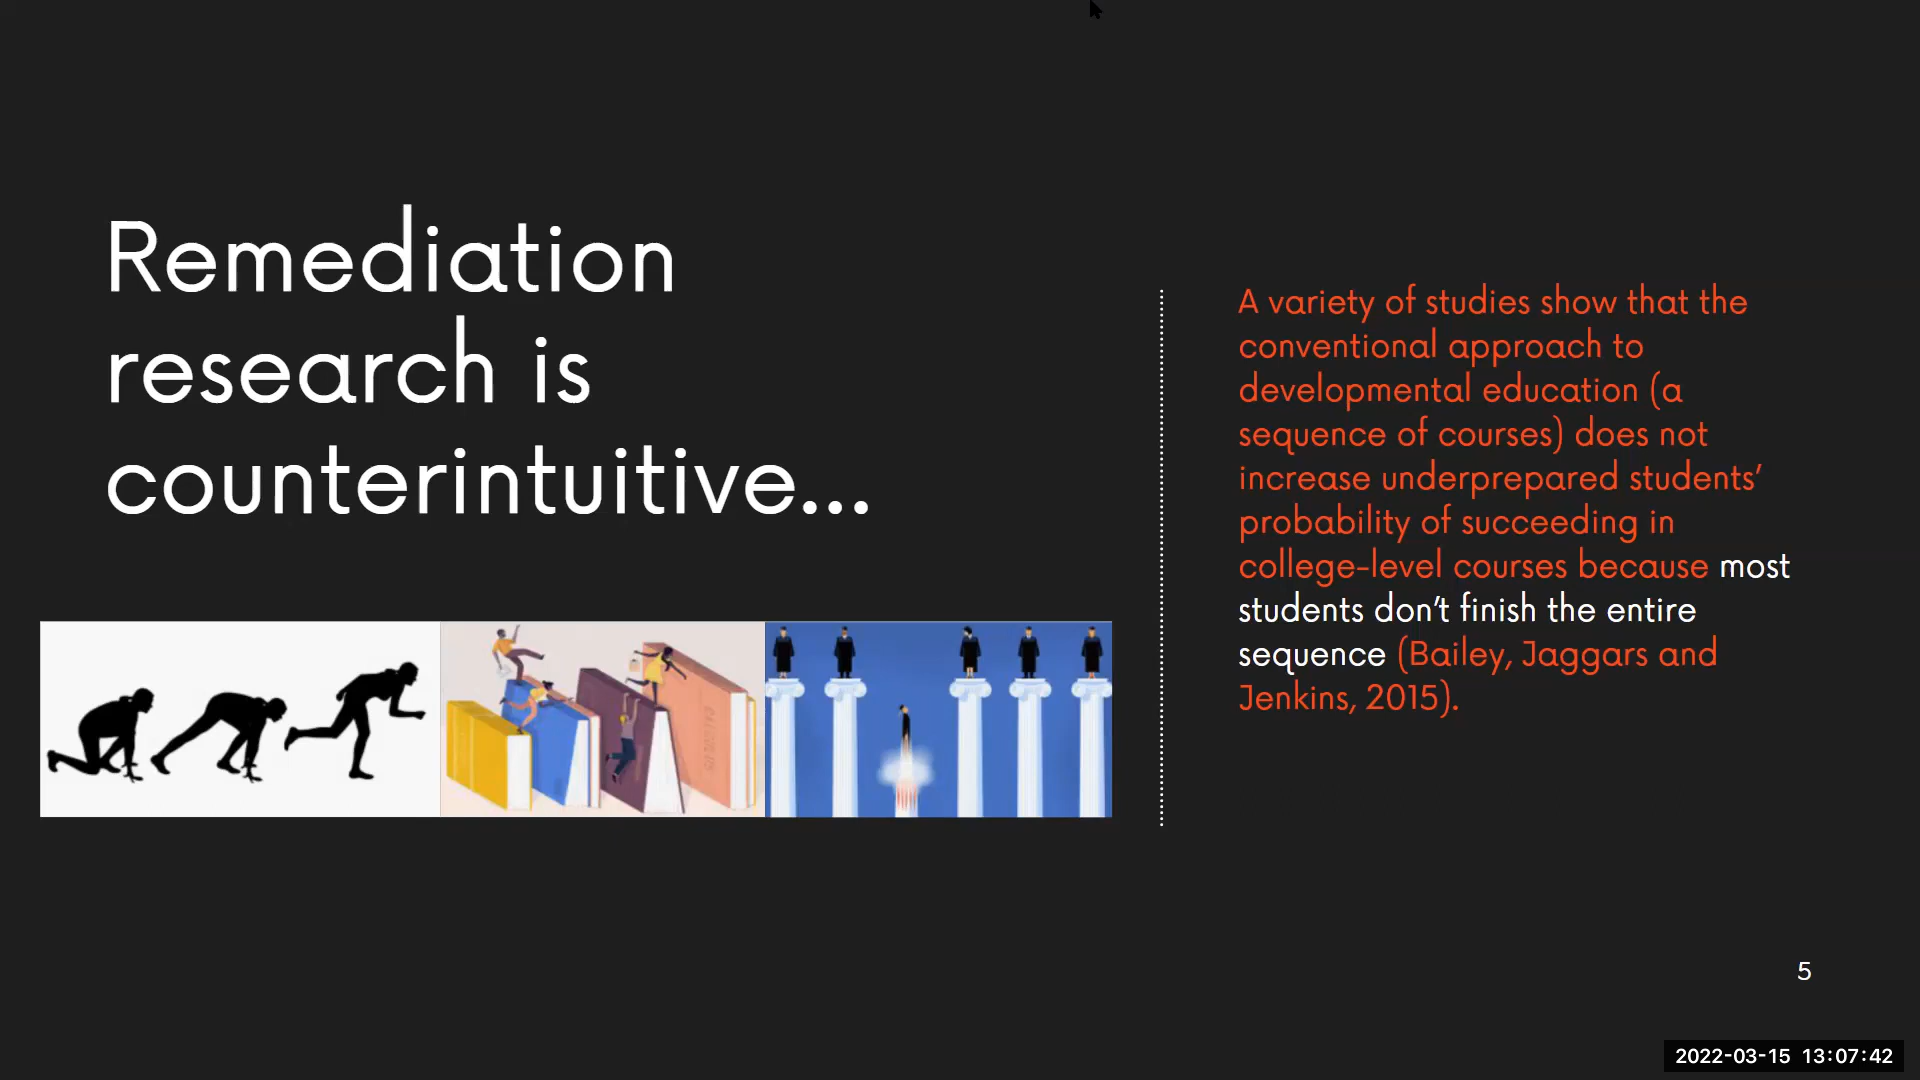 Remediation
research is
counterintuitive...
A variety of studies show that the
conventional approach to
developmental education (a
sequence of courses) does not
increase underprepared students’
probability of succeeding in
college-level courses because most
students don’t finish the entire
sequence (Bailey, Jaggars and
Jenkins, 2015).
CALCULUS
5
2022-03-15 13:07:42